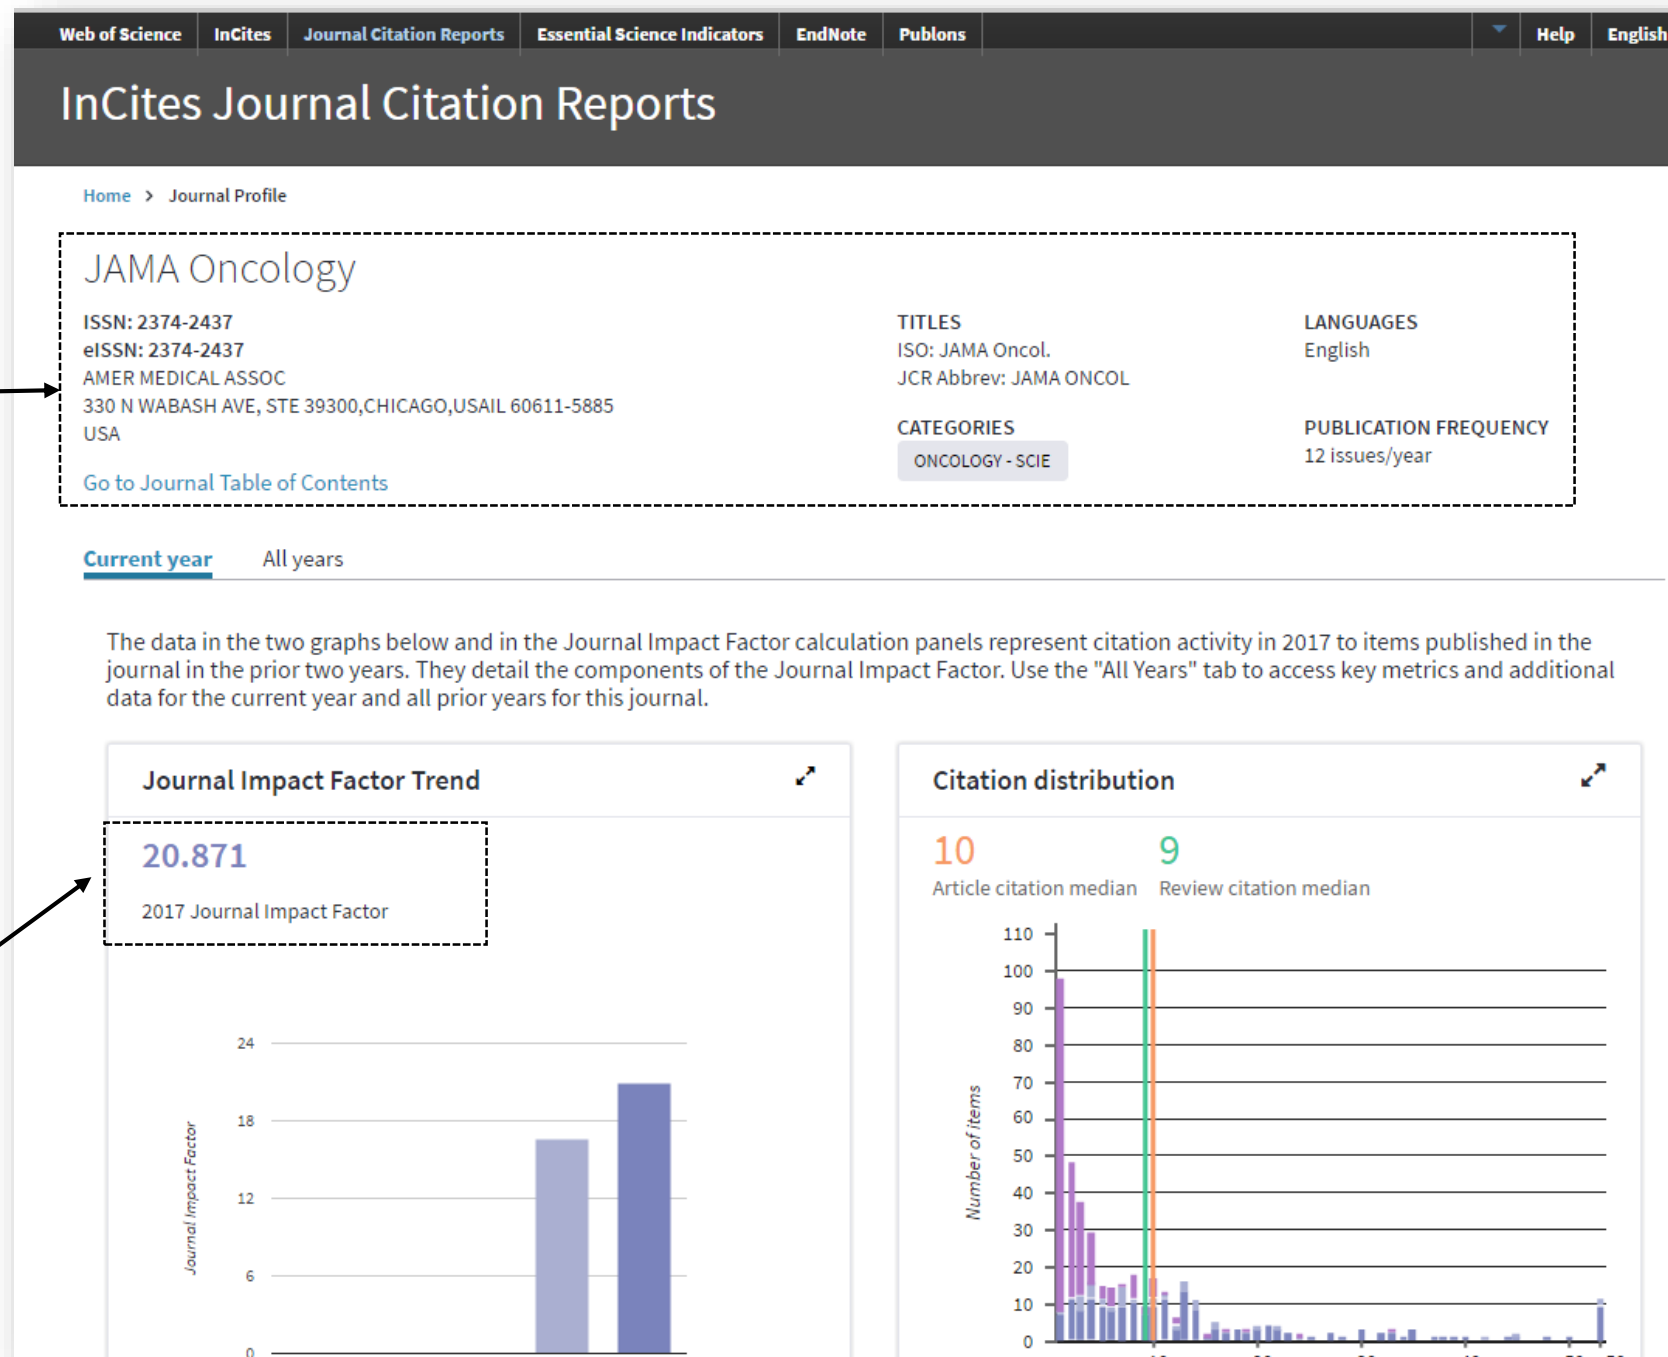 Web of Science InCites Journal Citation Reports Essential Science Indicators EndNote Publons Help English
InCites Journal Citation Reports
Home > Journal Profile
JAMA Oncology
ISSN: 2374-2437
eISSN: 2374-2437
AMER MEDICAL ASSOC
330 N WABASH AVE, STE 39300,CHICAGO,USAIL 60611-5885
USA
Go to Journal Table of Contents
TITLES
ISO: JAMA Oncol.
JCR Abbrev: JAMA ONCOL
CATEGORIES
ONCOLOGY - SCIE
LANGUAGES
English
PUBLICATION FREQUENCY
12 issues/year
Current year All years
The data in the two graphs below and in the Journal Impact Factor calculation panels represent citation activity in 2017 to items published in the
journal in the prior two years. They detail the components of the Journal Impact Factor. Use the "All Years" tab to access key metrics and additional
data for the current year and all prior years for this journal.
Journal Impact Factor Trend
20.871
2017 Journal Impact Factor
24
18
12
6
0
Journal Impact Factor
Citation distribution
10 9
Article citation median Review citation median
110
100
90
80
70
60
50
40
30
20
10
0
Number of items